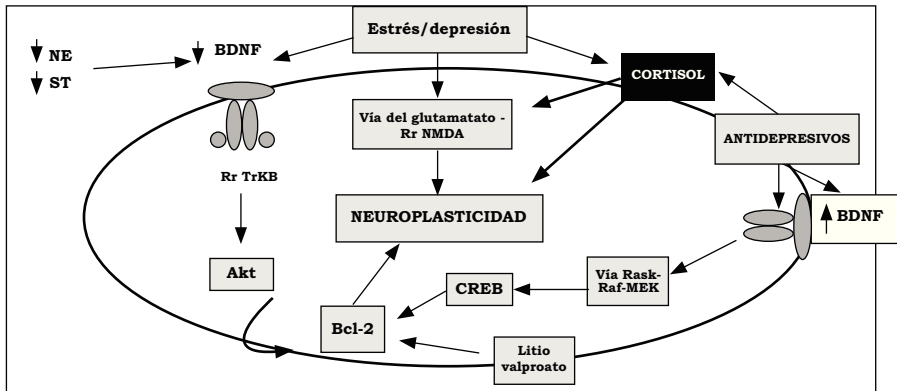 Estrés/depresión
NE
ST
BDNF
CORTISOL
Vía del glutamatato -
Rr NMDA
ANTIDEPRESIVOS
Rr TrKB
NEUROPLASTICIDAD
BDNF
Akt
CREB
Vía Rask-
Raf-MEK
Bcl-2
Litio
valproato